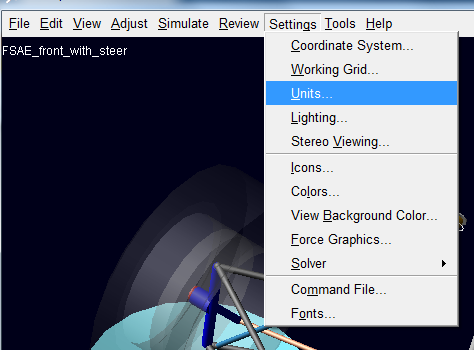 File Edit View Adjust Simulate Review Settings Tools Help
FSAE_front_with_steer
Coordinate System...
Working Grid...
Units...
Lighting...
Stereo Viewing...
Icons...
Colors...
View Background Color...
Force Graphics...
Solver
Command File...
Fonts...